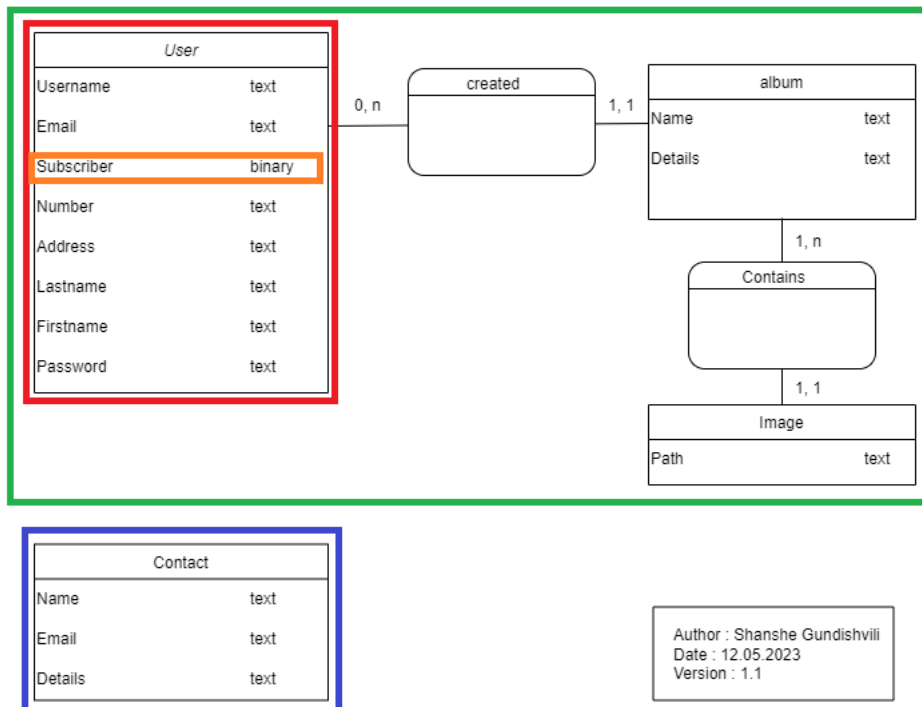 User
Username text
Email text
Subscriber binary
Number text
Address text
Lastname text
Firstname text
Password text
0, n
created
1, 1
album
Name text
Details text
1, n
Contains
1, 1
Image
Path text
Contact
Name text
Email text
Details text
Author : Shanshe Gundishvili
Date : 12.05.2023
Version : 1.1